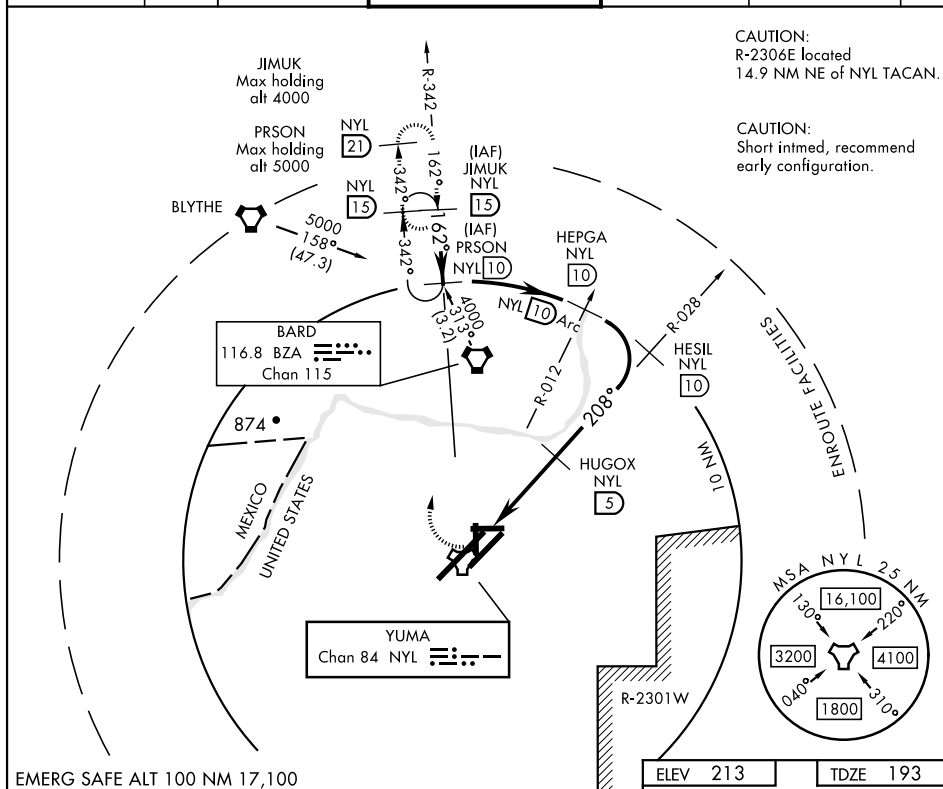 CAUTION:
R-2306E located
14.9 NM NE of NYL TACAN.
CAUTION:
Short intmed, recommend
early configuration.
JIMUK
Max holding
alt 4000
PRSON
Max holding
alt 5000
R-342
NYL
21
342°
162°
NYL
15
(IAF)
JIMUK
NYL
15
342°
162°
(IAF)
PRSON
NYL 10
BLYTHE
5000
158°
(47.3)
HEPGA
NYL
10
NYL 10 Arc
4000
313°
(3.2)
R-012
R-028
HESIL
NYL
10
BARD
116.8 BZA
Chan 115
208°
HUGOX
NYL
5
10 NM
ENROUTE FACILITIES
874
MEXICO
UNITED STATES
YUMA
Chan 84 NYL
R-2301W
MSA NYL 25 NM
130°
16,100
220°
3200
4100
040°
1800
310°
EMERG SAFE ALT 100 NM 17,100
ELEV 213
TDZE 193